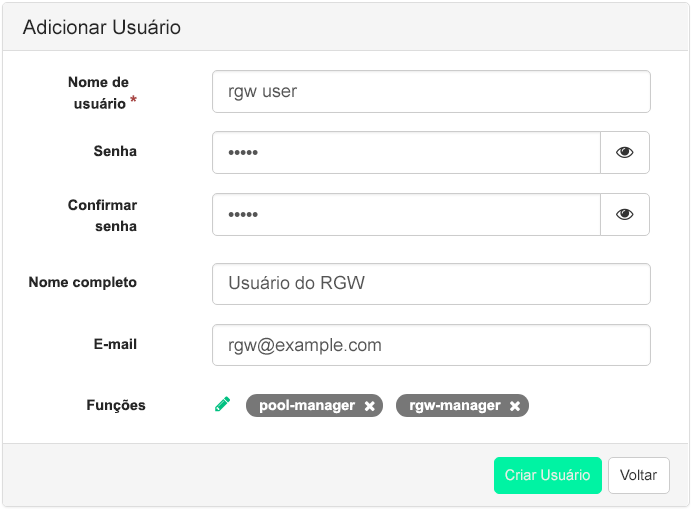 Adicionar Usuário
Nome de
usuário *
rgw user
Senha
•••••
Confirmar
senha
•••••
Nome completo
Usuário do RGW
E-mail
rgw@example.com
Funções
pool-manager ✖ rgw-manager ✖
Criar Usuário Voltar